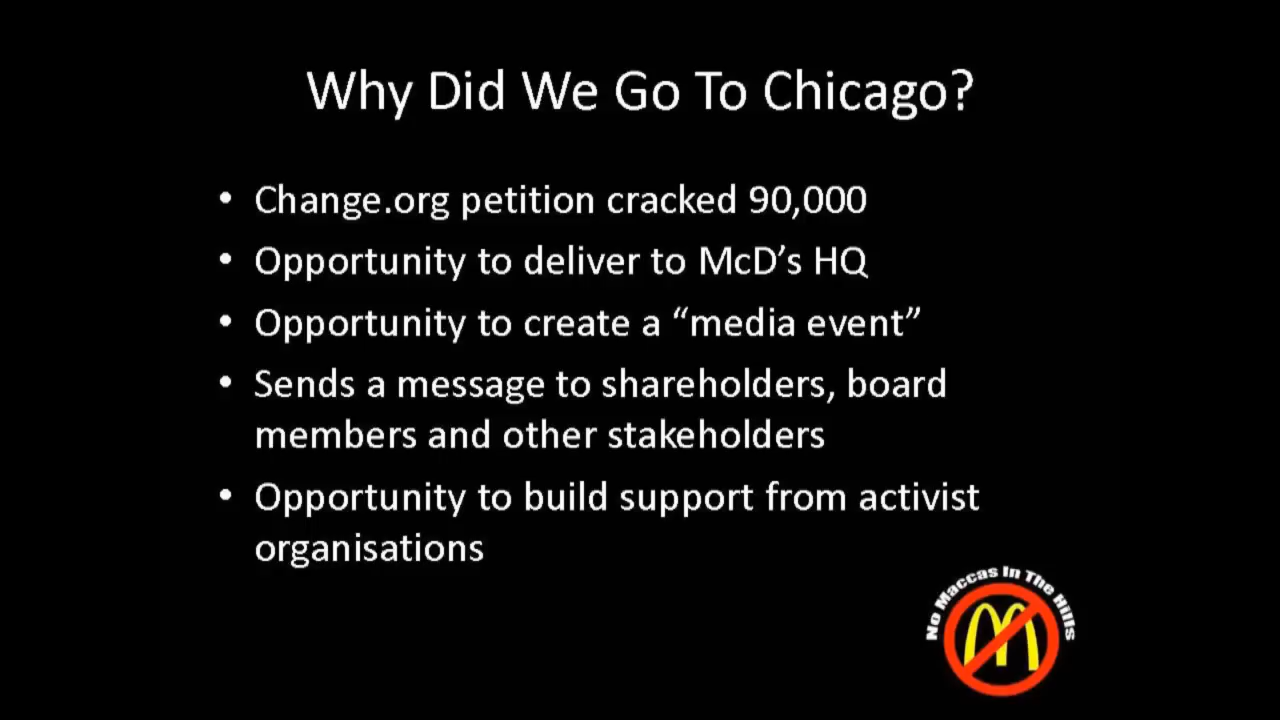 Why Did We Go To Chicago?
• Change.org petition cracked 90,000
• Opportunity to deliver to McD’s HQ
• Opportunity to create a “media event”
• Sends a message to shareholders, board
members and other stakeholders
• Opportunity to build support from activist
organisations
No Maccas In The Hills